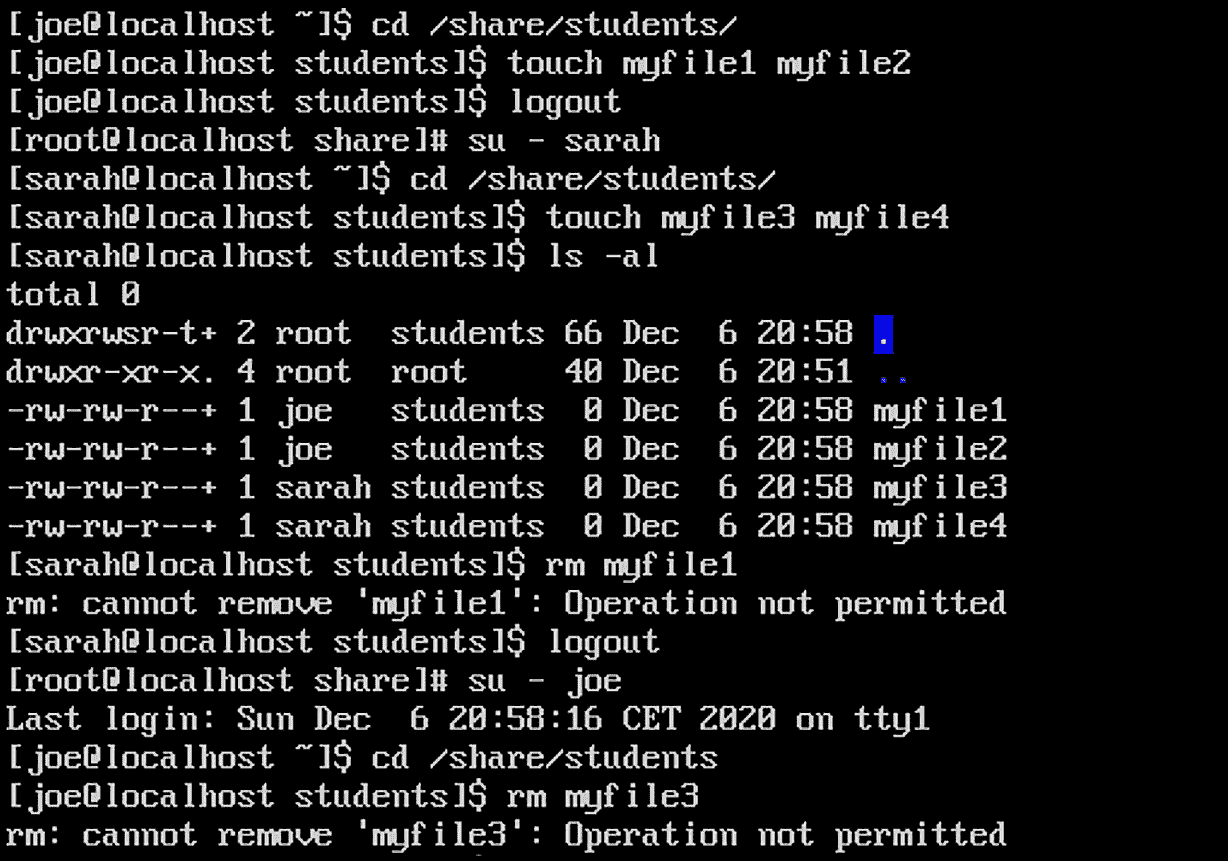 [joe@localhost ~]$ cd /share/students/
[joe@localhost students]$ touch myfile1 myfile2
[joe@localhost students]$ logout
[root@localhost share]# su - sarah
[sarah@localhost ~]$ cd /share/students/
[sarah@localhost students]$ touch myfile3 myfile4
[sarah@localhost students]$ ls -al
total 0
drwxrwsr-t+ 2 root  students 66 Dec  6 20:58 .
drwxr-xr-x. 4 root  root     40 Dec  6 20:51 ..
-rw-rw-r--+ 1 joe   students  0 Dec  6 20:58 myfile1
-rw-rw-r--+ 1 joe   students  0 Dec  6 20:58 myfile2
-rw-rw-r--+ 1 sarah students  0 Dec  6 20:58 myfile3
-rw-rw-r--+ 1 sarah students  0 Dec  6 20:58 myfile4
[sarah@localhost students]$ rm myfile1
rm: cannot remove 'myfile1': Operation not permitted
[sarah@localhost students]$ logout
[root@localhost share]# su - joe
Last login: Sun Dec  6 20:58:16 CET 2020 on tty1
[joe@localhost ~]$ cd /share/students
[joe@localhost students]$ rm myfile3
rm: cannot remove 'myfile3': Operation not permitted